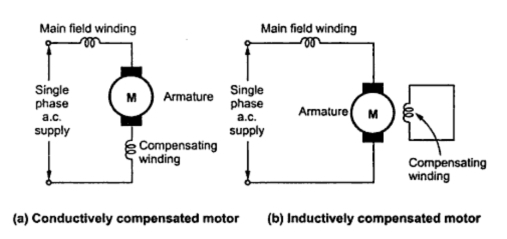 Main field winding
Single
phase
a.c.
supply
M
Armature
Compensating
winding
(a) Conductively compensated motor
Main field winding
Single
phase
a.c.
supply
Armature
M
Compensating
winding
(b) Inductively compensated motor